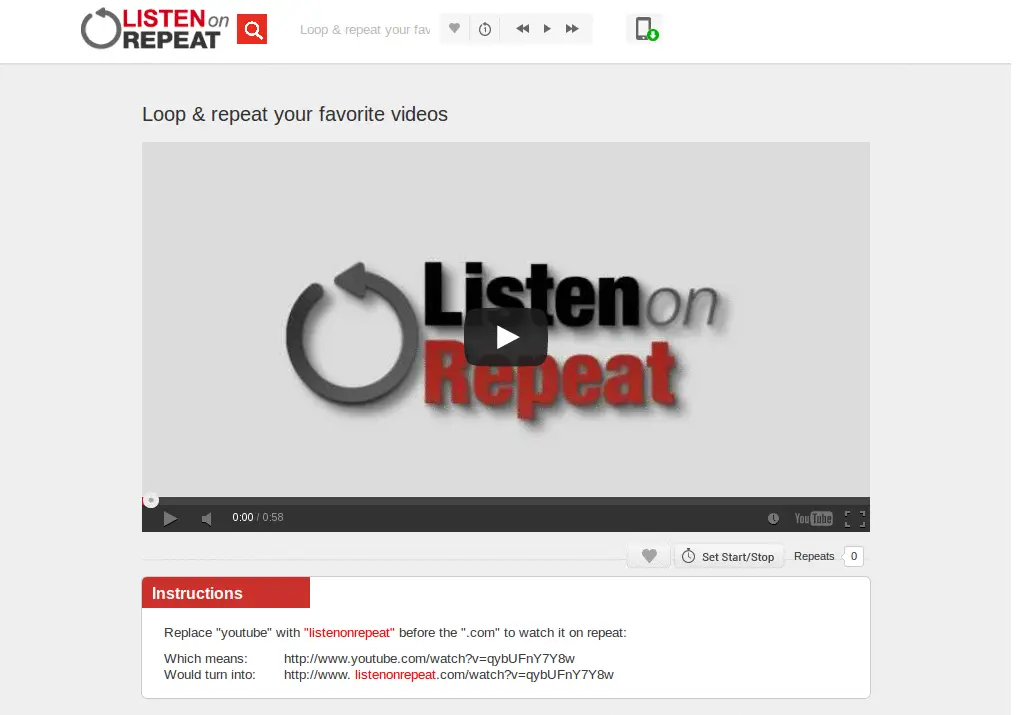 LISTEN on
REPEAT
Loop & repeat your fav
Loop & repeat your favorite videos
Listen on
Repeat
0:00 / 0:58
YouTube
Set Start/Stop
Repeats 0
Instructions
Replace "youtube" with "listenonrepeat" before the ".com" to watch it on repeat:
Which means: http://www.youtube.com/watch?v=qybUFnY7Y8w
Would turn into: http://www. listenonrepeat.com/watch?v=qybUFnY7Y8w